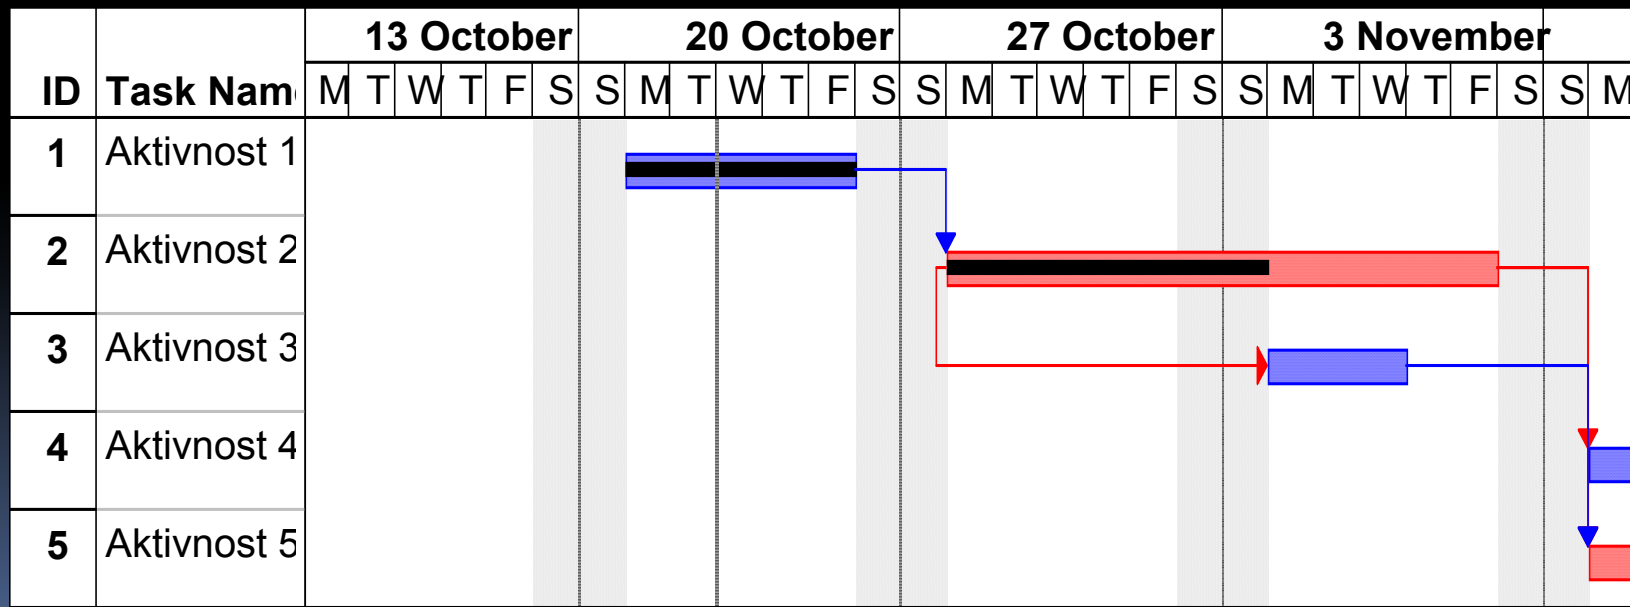 13 October 20 October 27 October 3 November
ID Task Nam M T W T F S S M T W T F S S M T W T F S S M T W T F S S M
1 Aktivnost 1
2 Aktivnost 2
3 Aktivnost 3
4 Aktivnost 4
5 Aktivnost 5